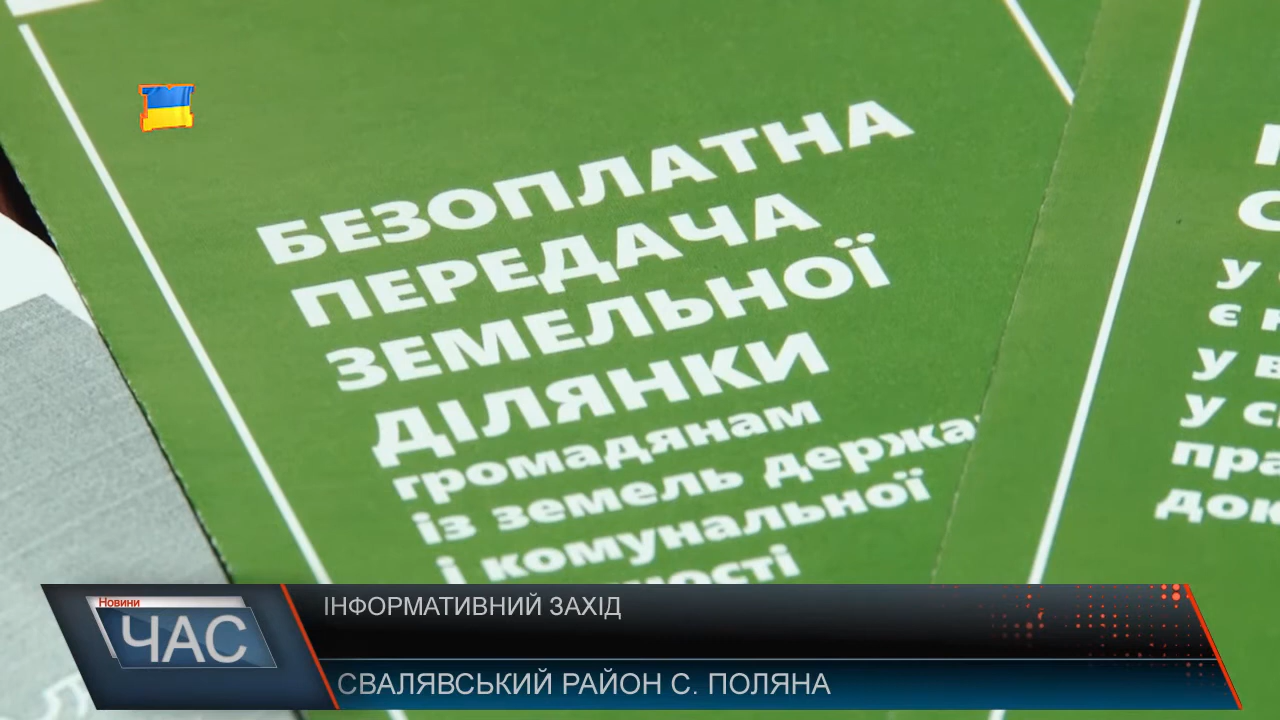 БЕЗОПЛАТНА
ПЕРЕДАЧА
ЗЕМЕЛЬНОЇ
ДІЛЯНКИ
громадянам
із земель
і комунальної
у
є
у
у
Новини
ЧАС
ІНФОРМАТИВНИЙ ЗАХІД
СВАЛЯВСЬКИЙ РАЙОН С. ПОЛЯНА